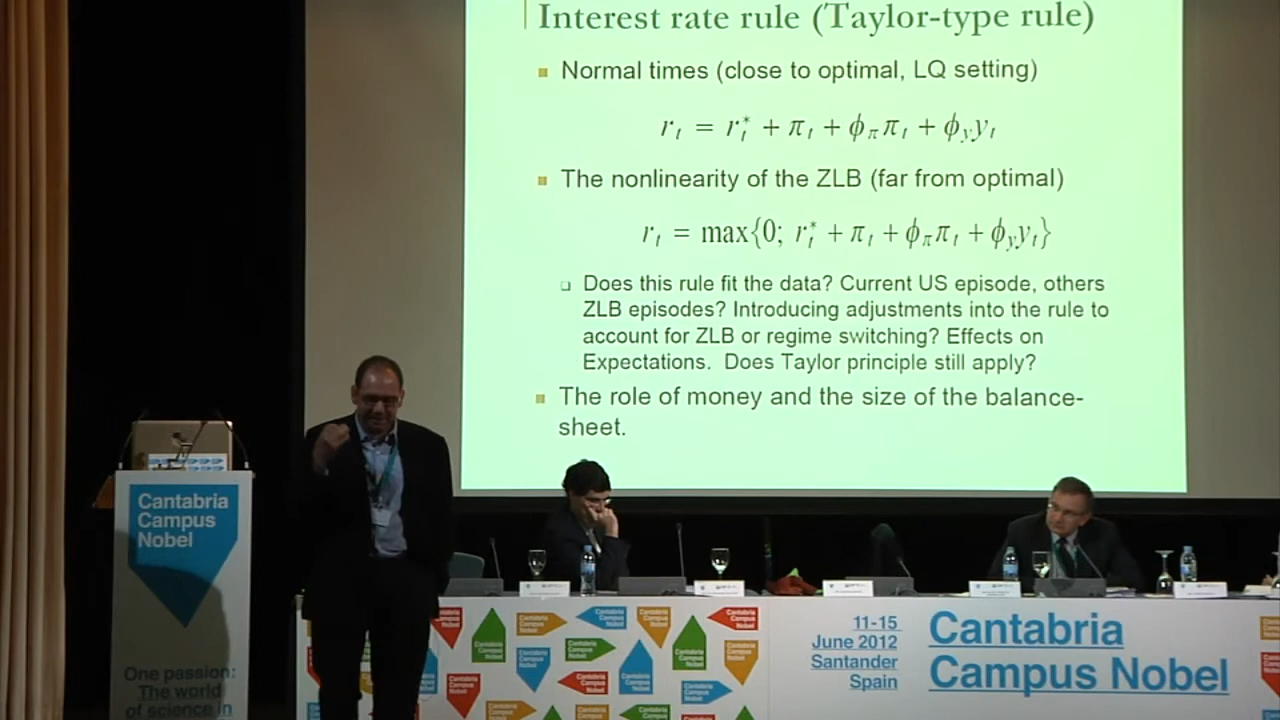 Interest rate rule (Taylor-type rule)
Normal times (close to optimal, LQ setting)
r_t = r_t^* + π_t + ϕ_π π_t + ϕ_y y_t
The nonlinearity of the ZLB (far from optimal)
r_t = max{0; r_t^* + π_t + ϕ_π π_t + ϕ_y y_t}
Does this rule fit the data? Current US episode, others
ZLB episodes? Introducing adjustments into the rule to
account for ZLB or regime switching? Effects on
Expectations. Does Taylor principle still apply?
The role of money and the size of the balance-
sheet.
Cantabria
Campus
Nobel
One passion:
The world
of science in
11-15
June 2012
Santander
Spain
Cantabria
Campus Nobel